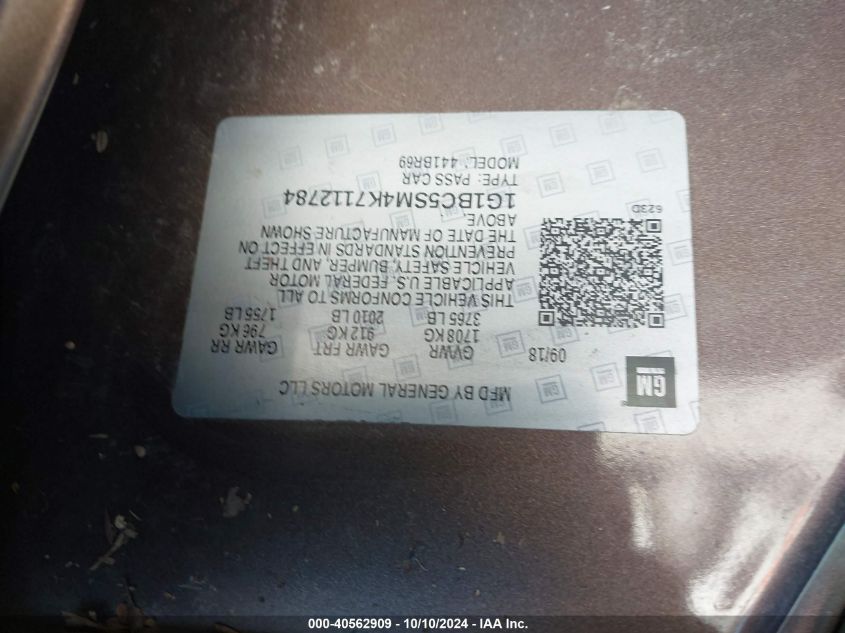 GM
MFD BY GENERAL MOTORS LLC
09/18 GVWR GAWR FRT GAWR RR
1708 KG 912 KG 796 KG
3765 LB 2010 LB 1755 LB
THIS VEHICLE CONFORMS TO ALL
APPLICABLE U.S. FEDERAL MOTOR
VEHICLE SAFETY, BUMPER, AND THEFT
PREVENTION STANDARDS IN EFFECT ON
THE DATE OF MANUFACTURE SHOWN
ABOVE.
1G1BC5SM4K7112784
TYPE: PASS CAR
MODEL: 441BR69
623D
000-40562909 - 10/10/2024 - IAA Inc.